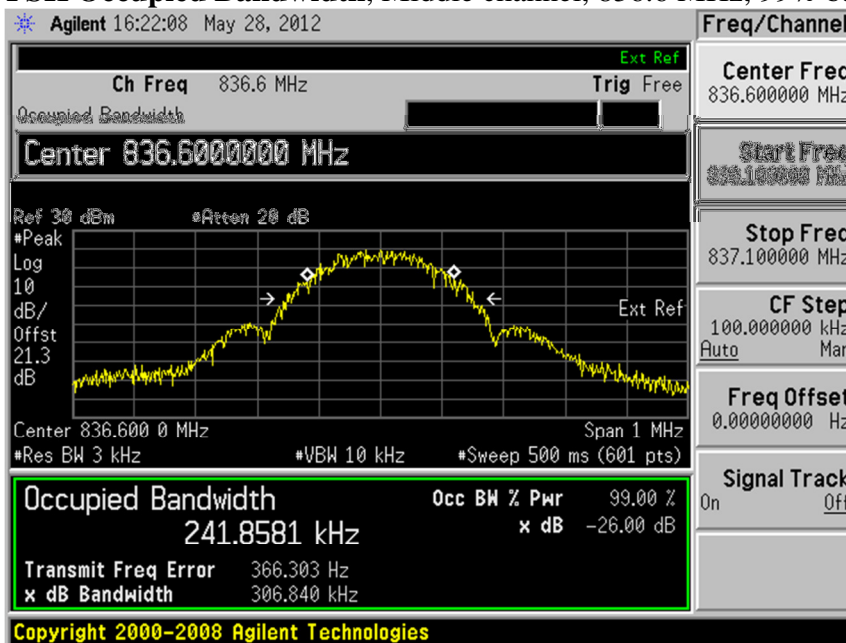 Agilent 16:22:08 May 28, 2012
Freq/Channel
Ext Ref
Ch Freq 836.6 MHz Trig Free
Occupied Bandwidth
Center 836.6000000 MHz
Ref 30 dBm #Atten 20 dB
#Peak
Log
10
dB/
Offst
21.3
dB
Ext Ref
Center 836.600 0 MHz Span 1 MHz
#Res BW 3 kHz #VBW 10 kHz #Sweep 500 ms (601 pts)
Occupied Bandwidth
241.8581 kHz
Occ BW % Pwr 99.00 %
x dB -26.00 dB
Transmit Freq Error 366.303 Hz
x dB Bandwidth 306.840 kHz
Center Freq
836.600000 MHz
Start Freq
836.100000 MHz
Stop Freq
837.100000 MHz
CF Step
100.000000 kHz
Auto Man
Freq Offset
0.00000000 Hz
Signal Track
On Off
Copyright 2000-2008 Agilent Technologies